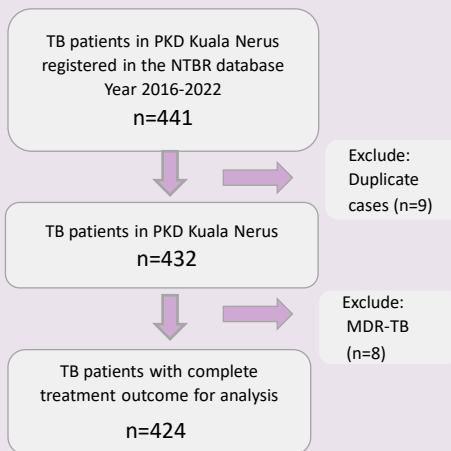 TB patients in PKD Kuala Nerus
registered in the NTBR database
Year 2016-2022
n=441
Exclude:
Duplicate
cases (n=9)
TB patients in PKD Kuala Nerus
n=432
Exclude:
MDR-TB
(n=8)
TB patients with complete
treatment outcome for analysis
n=424